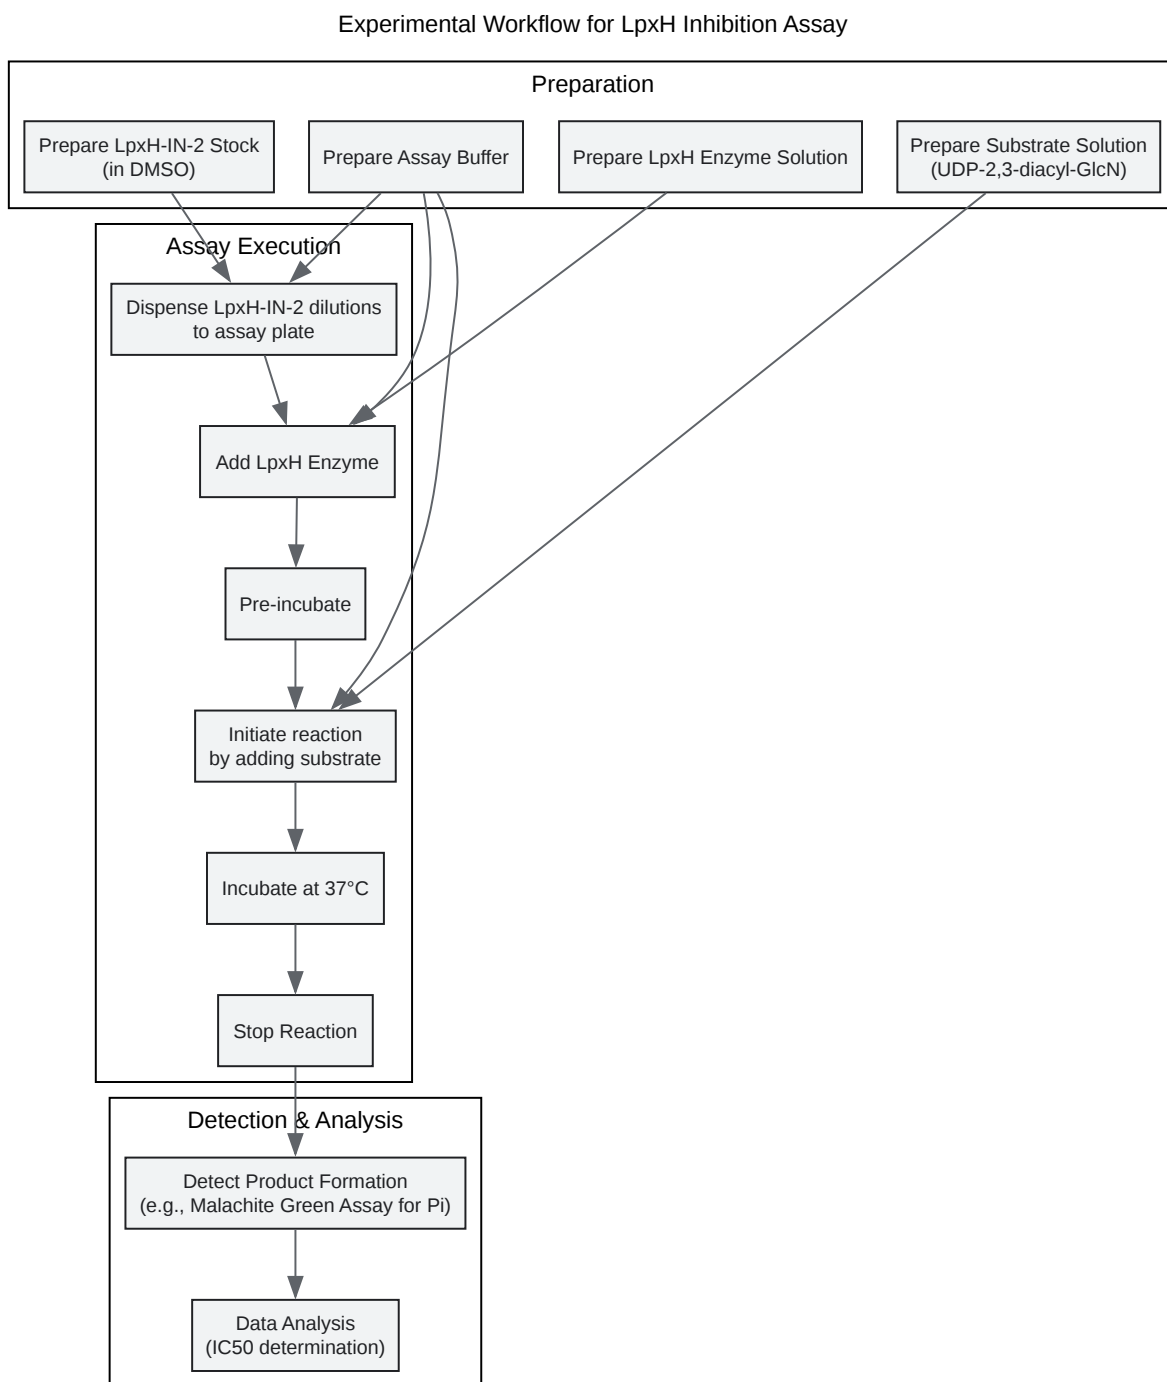 Experimental Workflow for LpxH Inhibition Assay
Preparation
Prepare LpxH-IN-2 Stock
(in DMSO)
Prepare Assay Buffer
Prepare LpxH Enzyme Solution
Prepare Substrate Solution
(UDP-2,3-diacyl-GlcN)
Assay Execution
Dispense LpxH-IN-2 dilutions
to assay plate
Add LpxH Enzyme
Pre-incubate
Initiate reaction
by adding substrate
Incubate at 37°C
Stop Reaction
Detection & Analysis
Detect Product Formation
(e.g., Malachite Green Assay for Pi)
Data Analysis
(IC50 determination)